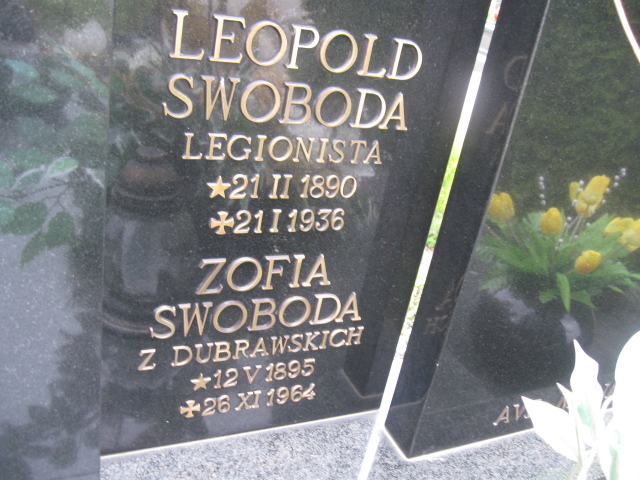 LEOPOLD
SWOBODA
LEGIONISTA
★21 II 1890
✠21 I 1936
ZOFIA
SWOBODA
Z DUBRAWSKICH
★12 V 1895
✠26 XI 1964